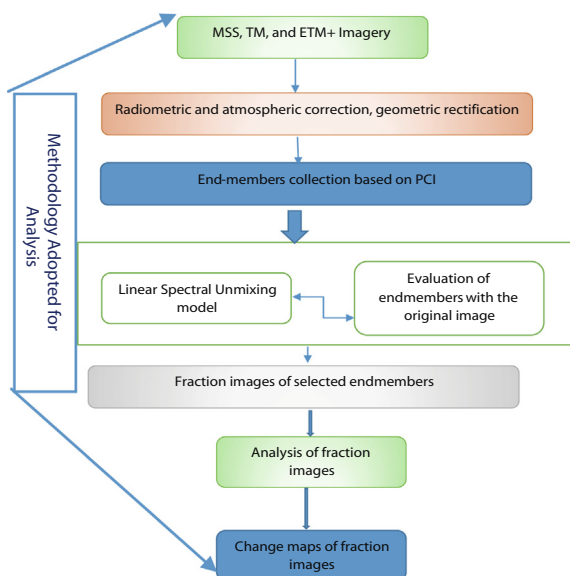 MSS, TM, and ETM+ Imagery
Radiometric and atmospheric correction, geometric rectification
End-members collection based on PCI
Methodology Adopted for
Analysis
Linear Spectral Unmixing
model
Evaluation of
endmembers with the
original image
Fraction images of selected endmembers
Analysis of fraction
images
Change maps of fraction
images